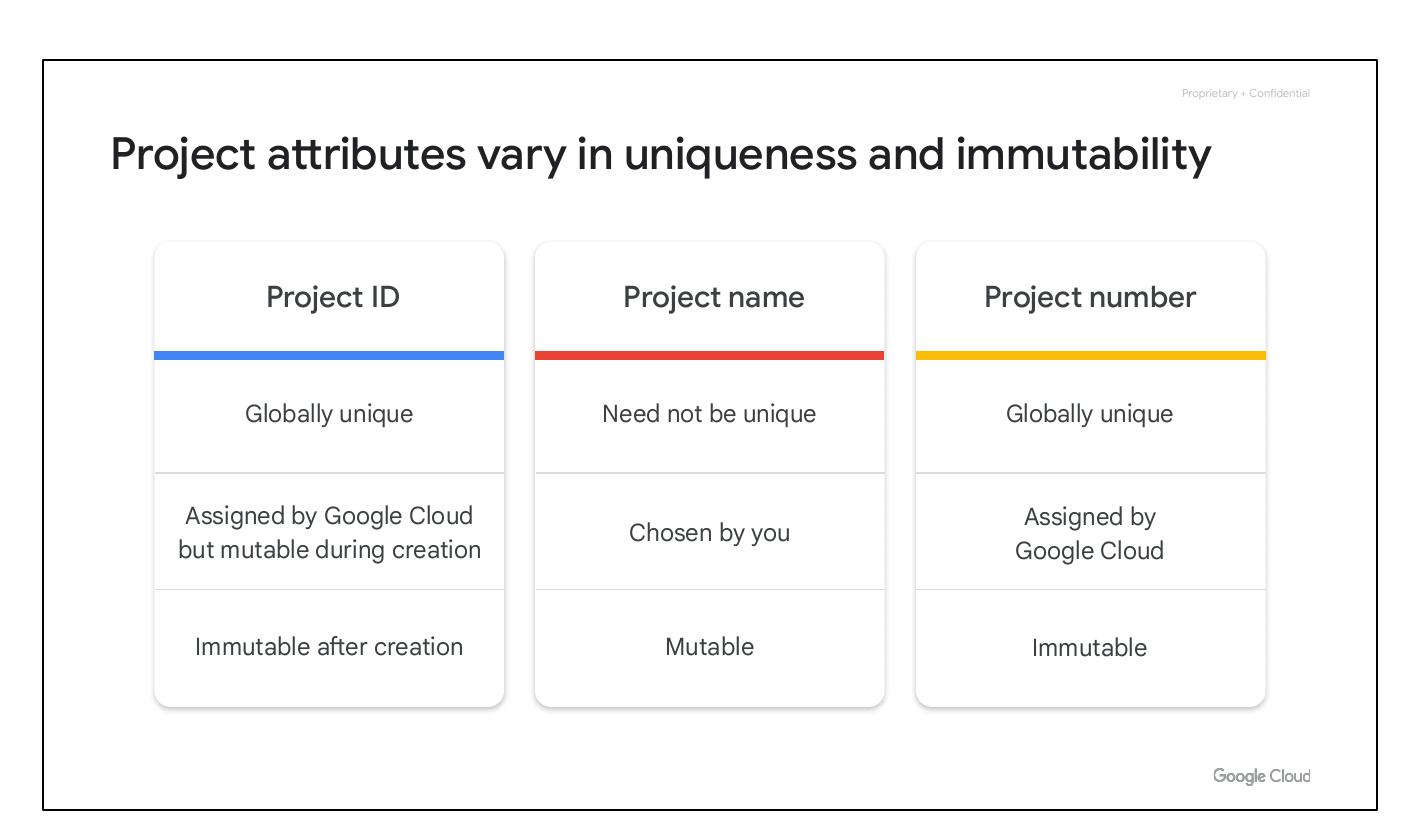 Proprietary + Confidential
Project attributes vary in uniqueness and immutability
Project ID
Globally unique
Assigned by Google Cloud
but mutable during creation
Immutable after creation
Project name
Need not be unique
Chosen by you
Mutable
Project number
Globally unique
Assigned by
Google Cloud
Immutable
Google Cloud